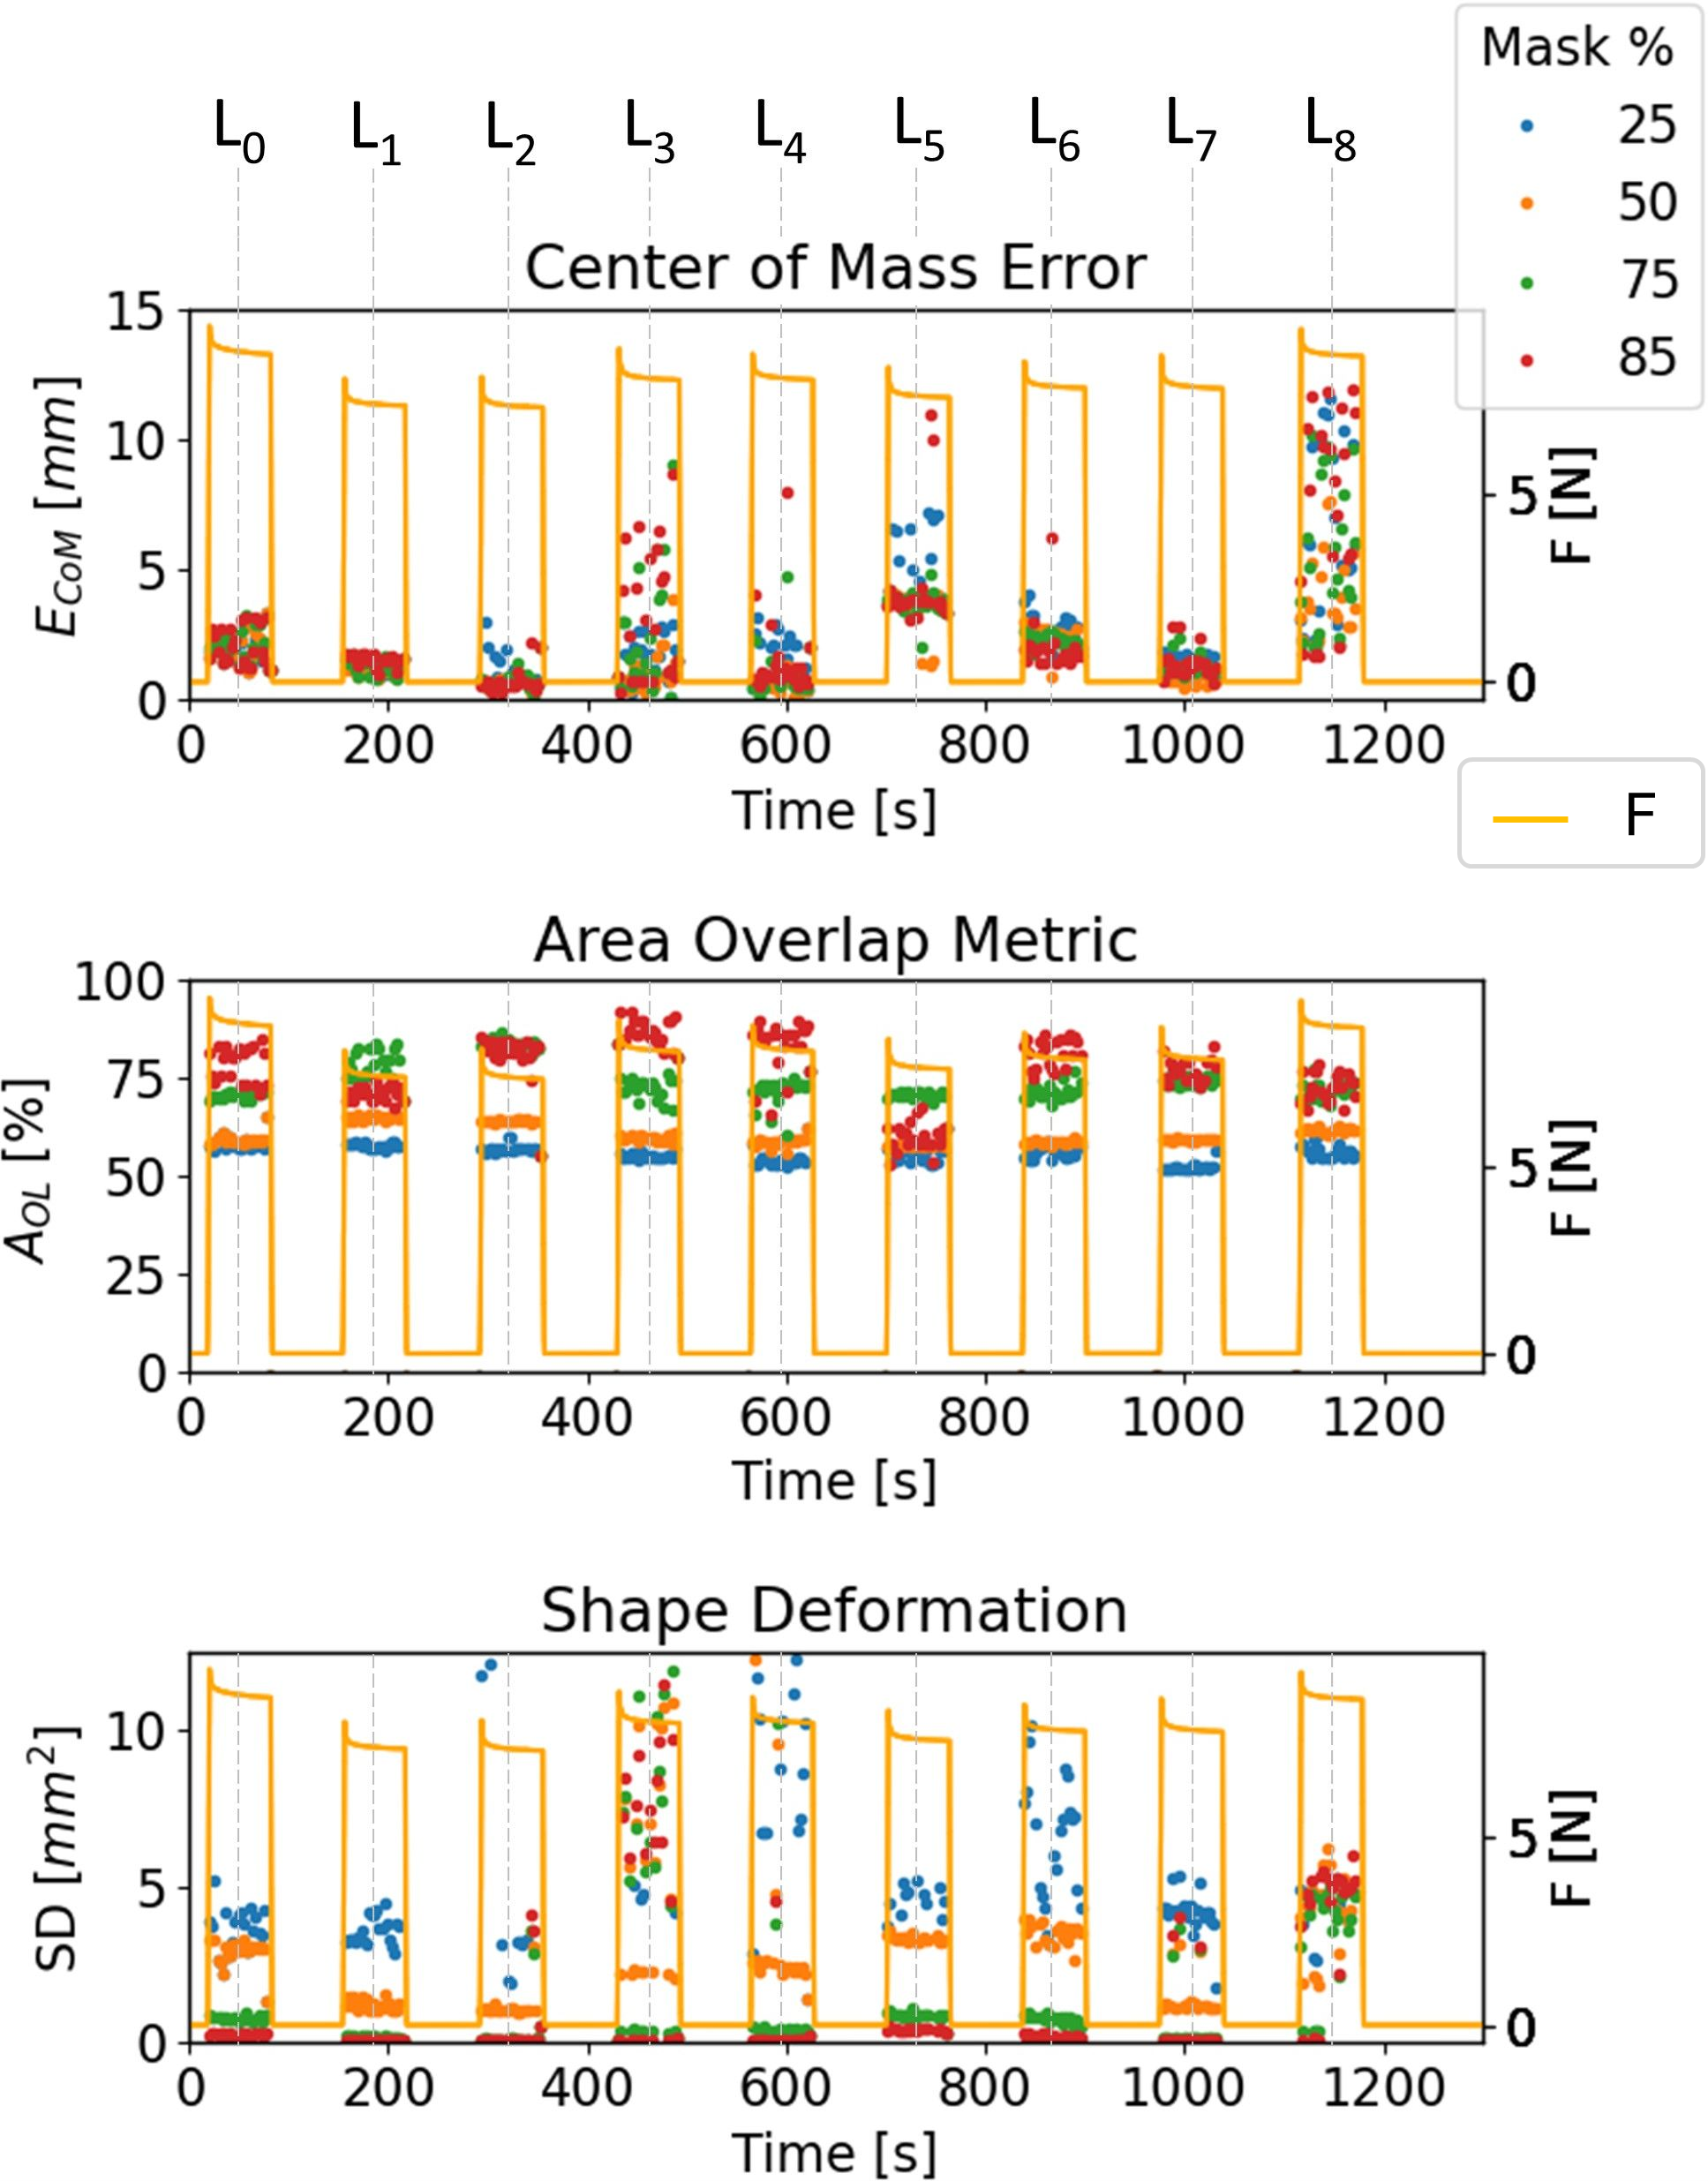 Mask %
25
50
75
85
L0 L1 L2 L3 L4 L5 L6 L7 L8
Center of Mass Error
15
10
5
0
ECoM [mm]
5
0
F [N]
0 200 400 600 800 1000 1200
Time [s]
F
Area Overlap Metric
100
75
50
25
0
AOL [%]
5
0
F [N]
0 200 400 600 800 1000 1200
Time [s]
Shape Deformation
10
5
0
SD [mm²]
5
0
F [N]
0 200 400 600 800 1000 1200
Time [s]